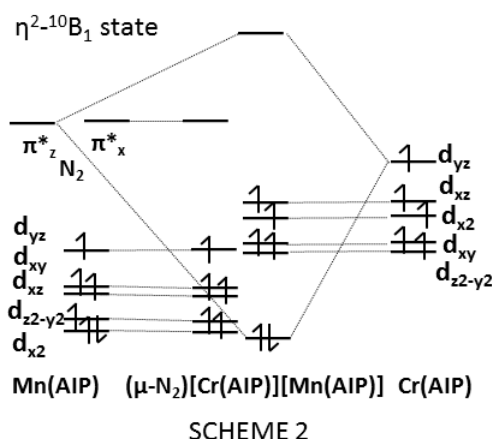 η²-¹⁰B₁ state
π*z π*x
N₂
dyz
dyz
dxz
dx2
dxy
dz2-y2
dyz
dxy
dxz
dz2-y2
dx2
Mn(AIP) (μ-N₂)[Cr(AIP)][Mn(AIP)] Cr(AIP)
SCHEME 2